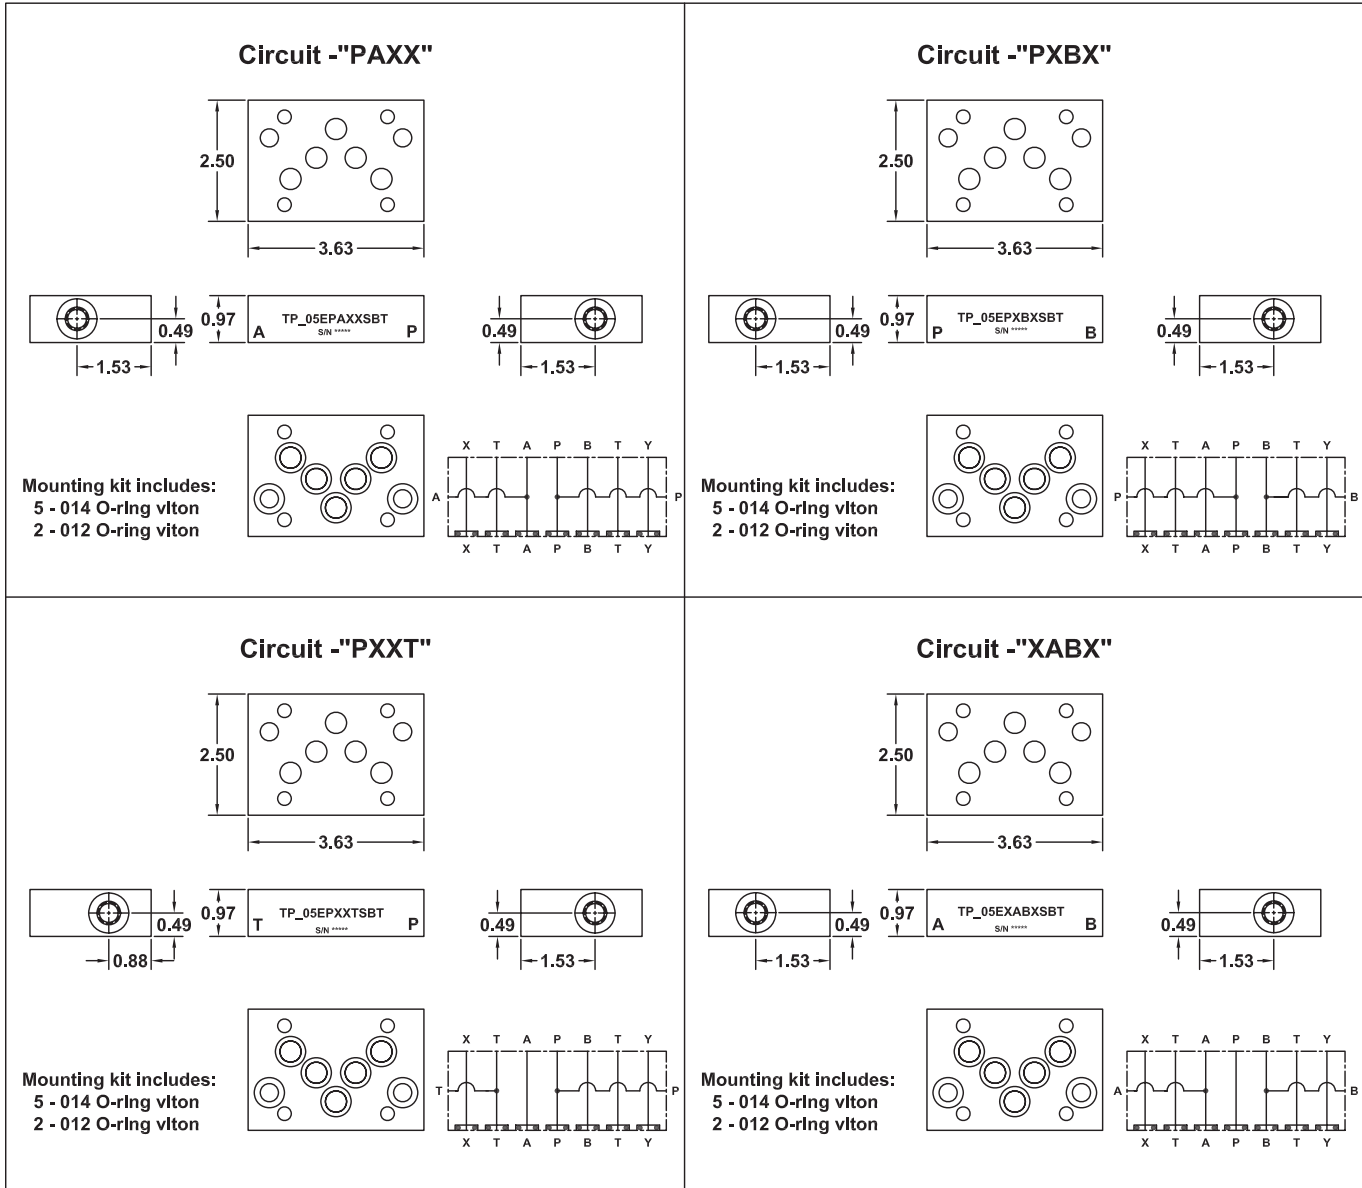 Circuit -"PAXX"
2.50
3.63
0.49
1.53
0.97
TP_05EPAXXSBT
S/N *****
A P
0.49
1.53
Mounting kit includes:
5 - 014 O-ring viton
2 - 012 O-ring viton
X T A P B T Y
A P
X T A P B T Y
Circuit -"PXBX"
2.50
3.63
0.49
1.53
0.97
TP_05EPXBXSBT
S/N *****
P B
0.49
1.53
Mounting kit includes:
5 - 014 O-ring viton
2 - 012 O-ring viton
X T A P B T Y
P B
X T A P B T Y
Circuit -"PXXT"
2.50
3.63
0.49
0.88
0.97
TP_05EPXXTSBT
S/N *****
T P
0.49
1.53
Mounting kit includes:
5 - 014 O-ring viton
2 - 012 O-ring viton
X T A P B T Y
T P
X T A P B T Y
Circuit -"XABX"
2.50
3.63
0.49
1.53
0.97
TP_05EXABXSBT
S/N *****
A B
0.49
1.53
Mounting kit includes:
5 - 014 O-ring viton
2 - 012 O-ring viton
X T A P B T Y
A B
X T A P B T Y